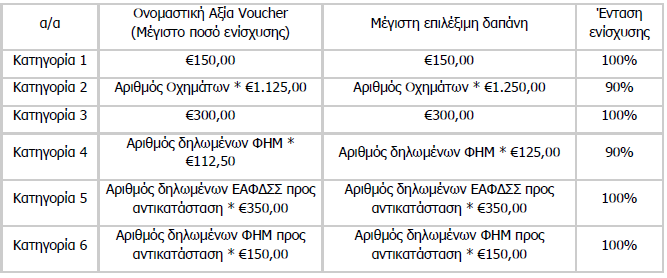 α/α
Ονομαστική Αξία Voucher
(Μέγιστο ποσό ενίσχυσης)
Μέγιστη επιλέξιμη δαπάνη
Ένταση
ενίσχυσης
Κατηγορία 1
€150,00
€150,00
100%
Κατηγορία 2
Αριθμός Οχημάτων * €1.125,00
Αριθμός Οχημάτων * €1.250,00
90%
Κατηγορία 3
€300,00
€300,00
100%
Κατηγορία 4
Αριθμός δηλωμένων ΦΗΜ *
€112,50
Αριθμός δηλωμένων ΦΗΜ * €125,00
90%
Κατηγορία 5
Αριθμός δηλωμένων ΕΑΦΔΣΣ προς
αντικατάσταση * €350,00
Αριθμός δηλωμένων ΕΑΦΔΣΣ προς
αντικατάσταση * €350,00
100%
Κατηγορία 6
Αριθμός δηλωμένων ΦΗΜ προς
αντικατάσταση * €150,00
Αριθμός δηλωμένων ΦΗΜ προς
αντικατάσταση * €150,00
100%